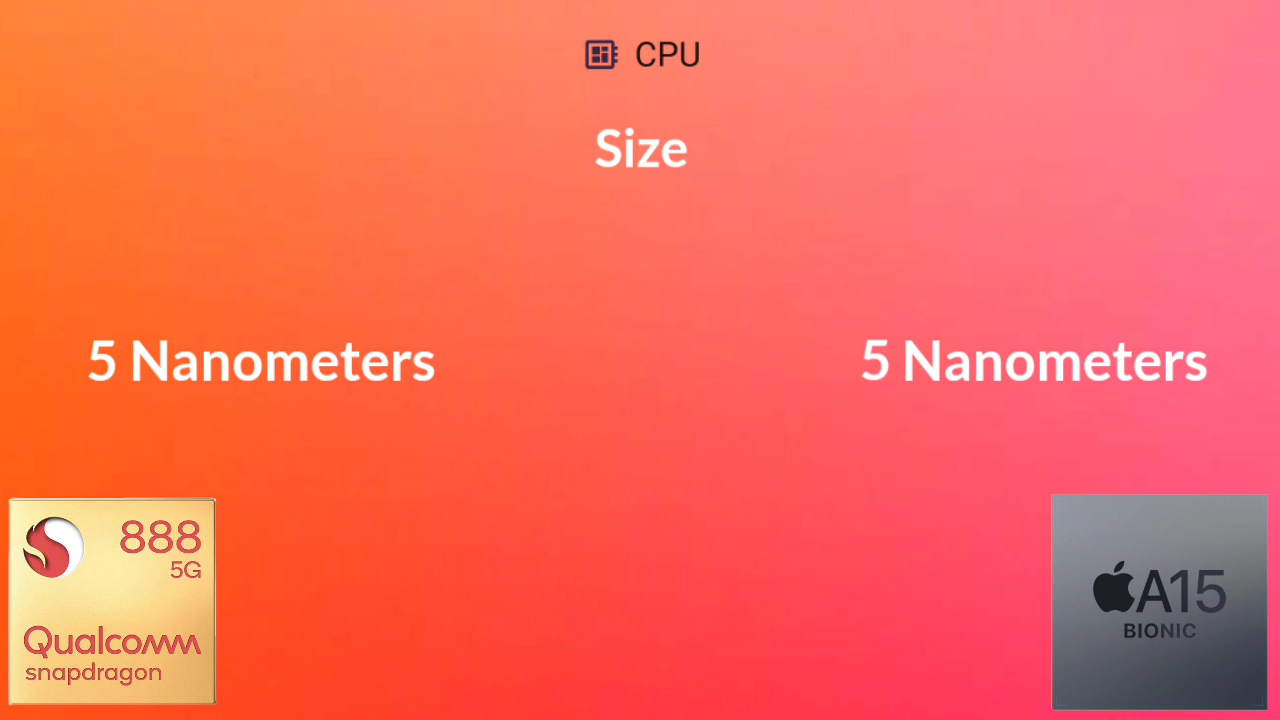 CPU
Size
5 Nanometers
5 Nanometers
888
5G
Qualcomm
snapdragon
A15
BIONIC